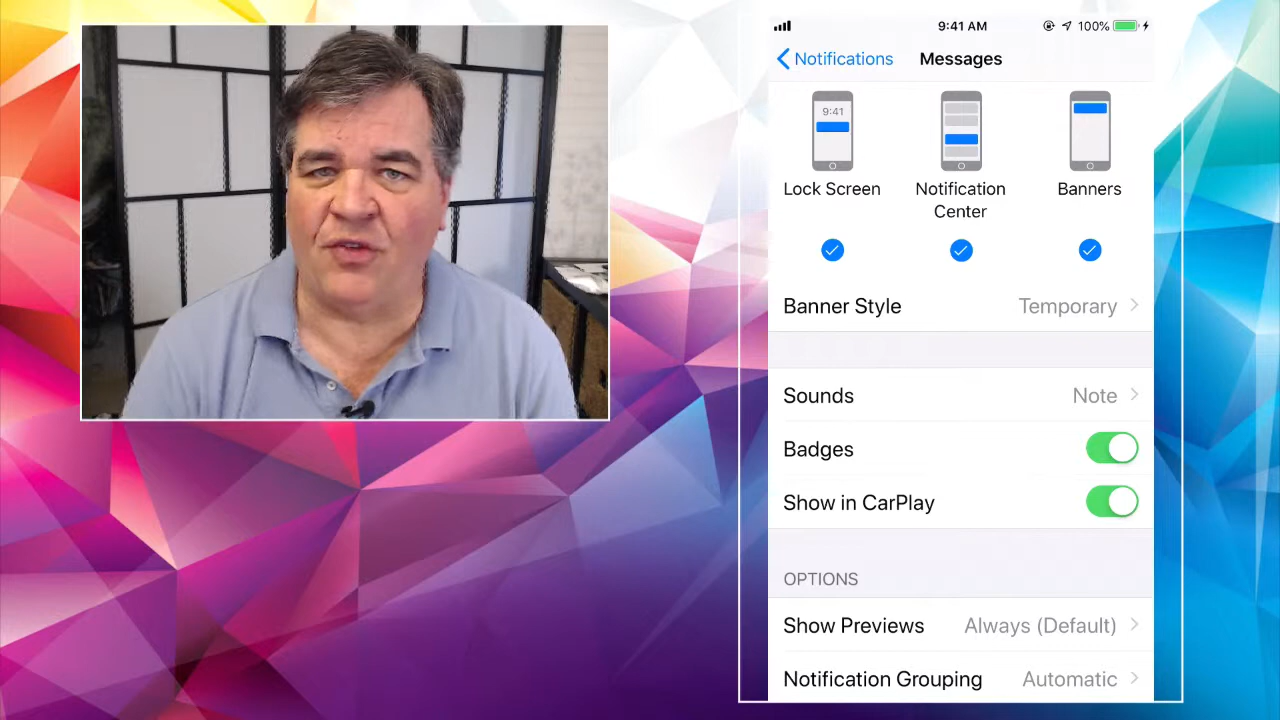 9:41 AM
100%
Notifications
Messages
9:41
Lock Screen
Notification
Center
Banners
Banner Style
Temporary
Sounds
Note
Badges
Show in CarPlay
OPTIONS
Show Previews
Always (Default)
Notification Grouping
Automatic